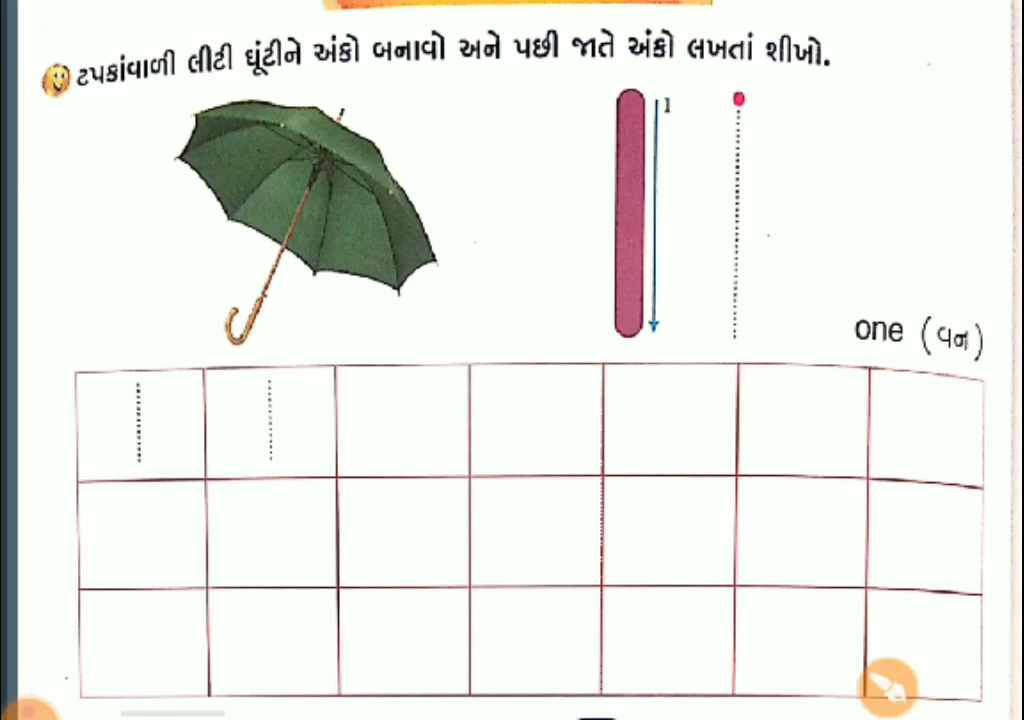 ટપકાંવાળી લીટી ઘૂંટીને અંકો બનાવો અને પછી જાતે અંકો લખતાં શીખો.
1
one (વન)